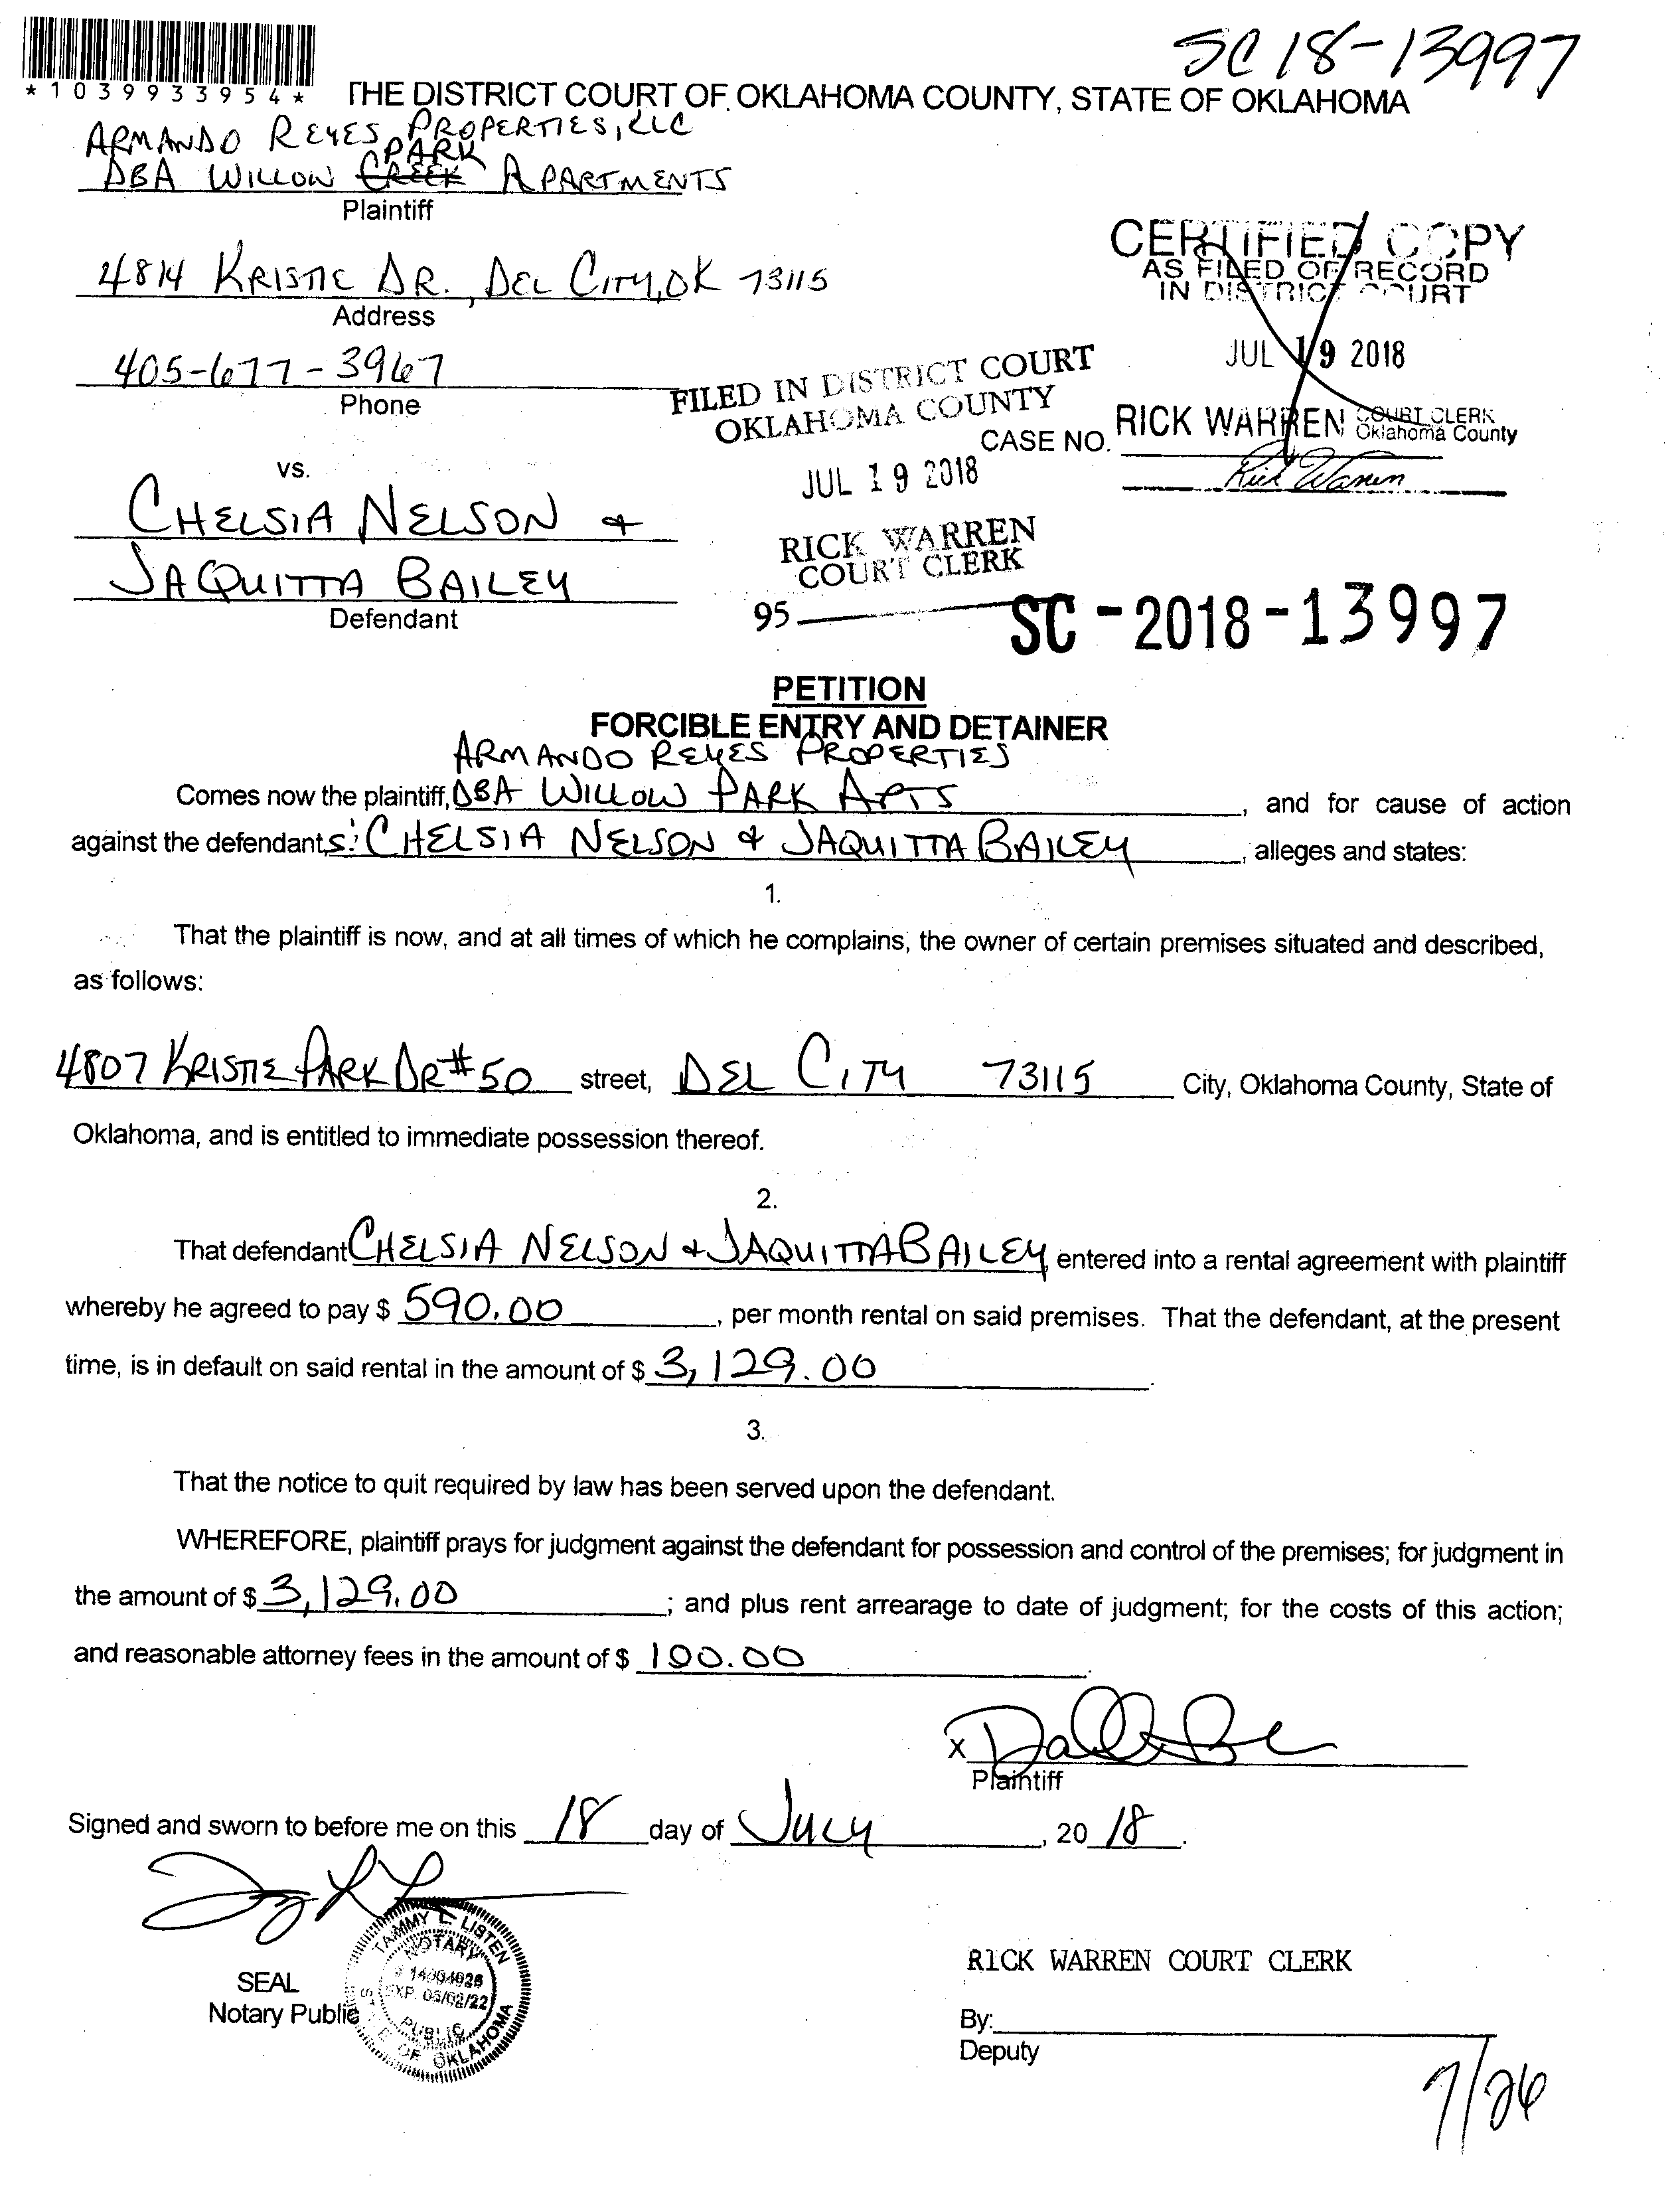 SC 18-13997
*1039933954*
THE DISTRICT COURT OF OKLAHOMA COUNTY, STATE OF OKLAHOMA
ARMANDO REYES PROPERTIES, LLC
PARK
DBA WILLOW CREEK APARTMENTS
Plaintiff
CERTIFIED COPY
AS FILED OF RECORD
IN DISTRICT COURT
4814 KRISTIE DR., DEL CITY, OK 73115
Address
JUL 19 2018
405-677-3967
Phone
FILED IN DISTRICT COURT
OKLAHOMA COUNTY
CASE NO.
RICK WARREN COURT CLERK
Oklahoma County
Rick Warren
JUL 19 2018
vs.
CHELSIA NELSON &
RICK WARREN
COURT CLERK
JAQUITTA BAILEY
Defendant
95
SC-2018-13997
PETITION
FORCIBLE ENTRY AND DETAINER
ARMANDO REYES PROPERTIES
Comes now the plaintiff, DBA WILLOW PARK APTS, and for cause of action
against the defendants: CHELSIA NELSON & JAQUITTA BAILEY, alleges and states:
1.
That the plaintiff is now, and at all times of which he complains, the owner of certain premises situated and described,
as follows:
4807 KRISTIE PARK DR #50 street, DEL CITY 73115 City, Oklahoma County, State of
Oklahoma, and is entitled to immediate possession thereof.
2.
That defendant CHELSIA NELSON & JAQUITTA BAILEY, entered into a rental agreement with plaintiff
whereby he agreed to pay $ 590.00, per month rental on said premises. That the defendant, at the present
time, is in default on said rental in the amount of $ 3,129.00.
3.
That the notice to quit required by law has been served upon the defendant.
WHEREFORE, plaintiff prays for judgment against the defendant for possession and control of the premises; for judgment in
the amount of $ 3,129.00; and plus rent arrearage to date of judgment; for the costs of this action;
and reasonable attorney fees in the amount of $ 100.00.
X
Plaintiff
Signed and sworn to before me on this 18 day of JULY, 20 18.
TAMMY L LISTEN
NOTARY
# 14004026
EXP. 05/02/22
PUBLIC
STATE OF OKLAHOMA
SEAL
Notary Public
RICK WARREN COURT CLERK
By:
Deputy
7/26